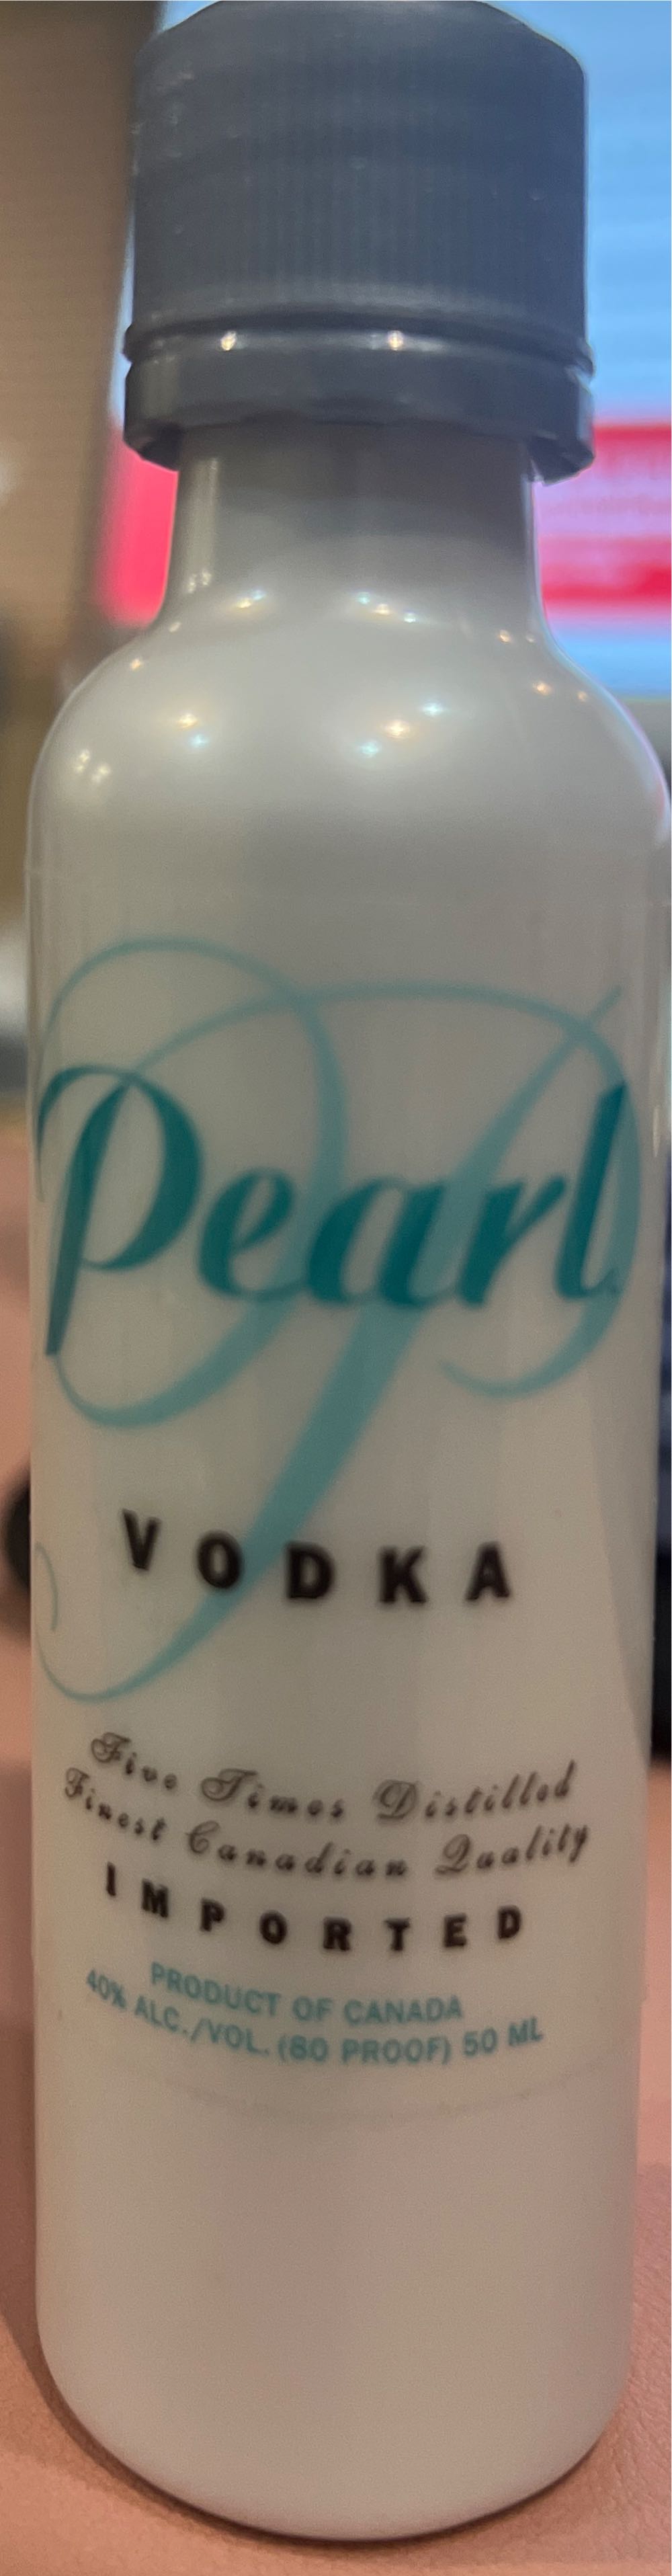 Pearl
VODKA
Five Times Distilled
Finest Canadian Quality
IMPORTED
PRODUCT OF CANADA
40% ALC./VOL. (80 PROOF) 50 ML